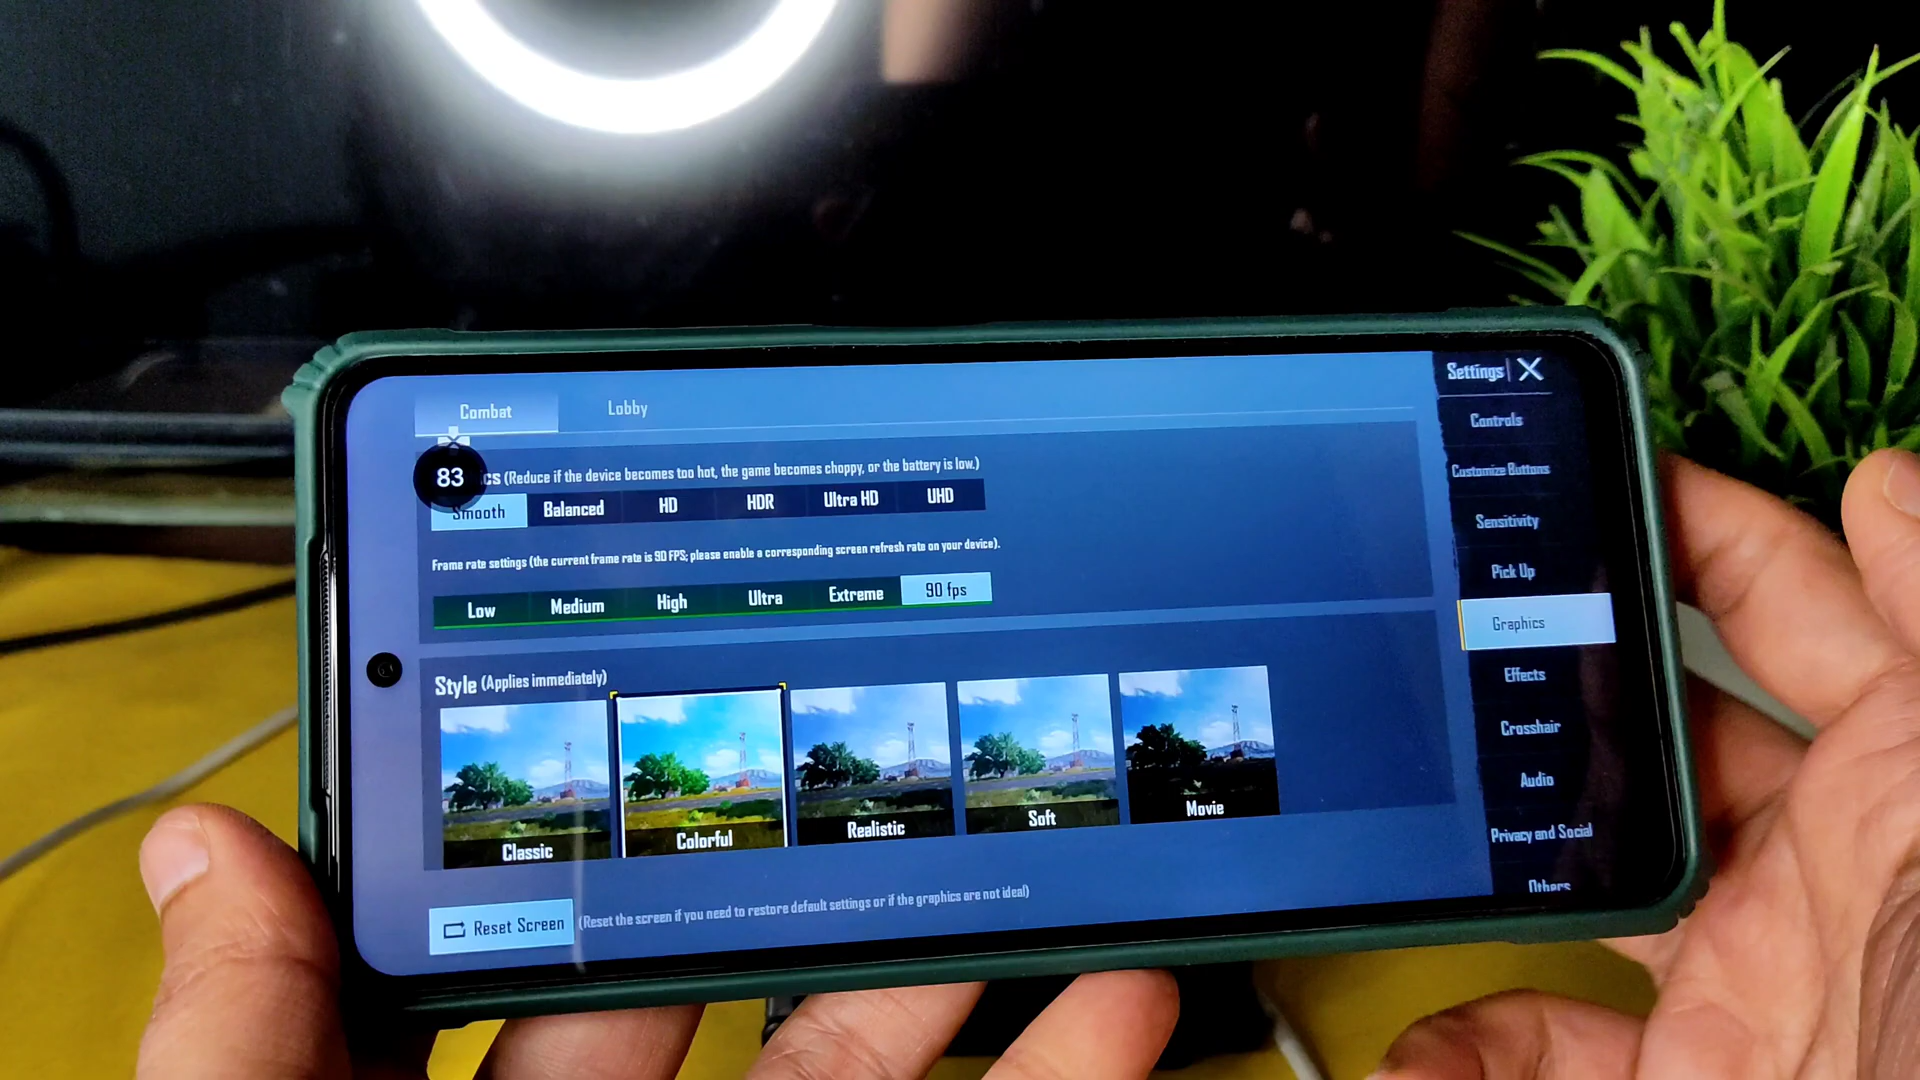 Combat Lobby
83
cs (Reduce if the device becomes too hot, the game becomes choppy, or the battery is low.)
Smooth Balanced HD HDR Ultra HD UHD
Frame rate settings (the current frame rate is 90 FPS; please enable a corresponding screen refresh rate on your device).
Low Medium High Ultra Extreme 90 fps
Style (Applies immediately)
Classic Colorful Realistic Soft Movie
Reset Screen (Reset the screen if you need to restore default settings or if the graphics are not ideal)
Settings
Controls
Customize Buttons
Sensitivity
Pick Up
Graphics
Effects
Crosshair
Audio
Privacy and Social
Others